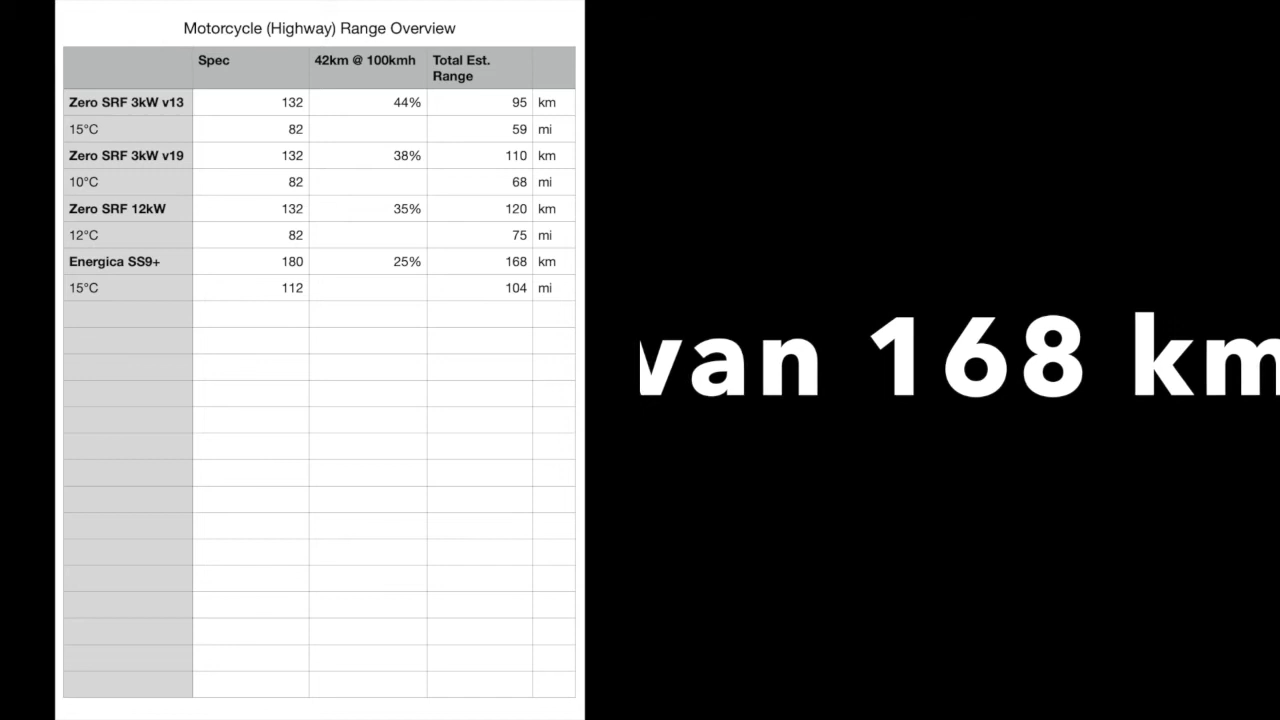 Motorcycle (Highway) Range Overview
Spec 42km @ 100kmh Total Est. Range
Zero SRF 3kW v13 132 44% 95 km
15°C 82 59 mi
Zero SRF 3kW v19 132 38% 110 km
10°C 82 68 mi
Zero SRF 12kW 132 35% 120 km
12°C 82 75 mi
Energica SS9+ 180 25% 168 km
15°C 112 104 mi
van 168 km